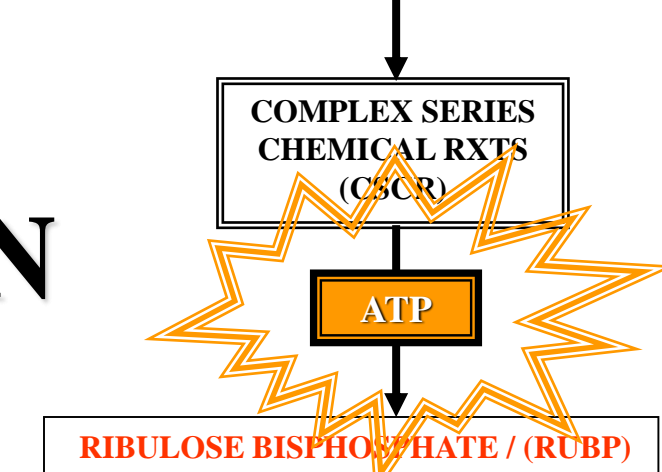 COMPLEX SERIES
CHEMICAL RXTS
(CSCR)
N
ATP
RIBULOSE BISPHOSPHATE / (RUBP)